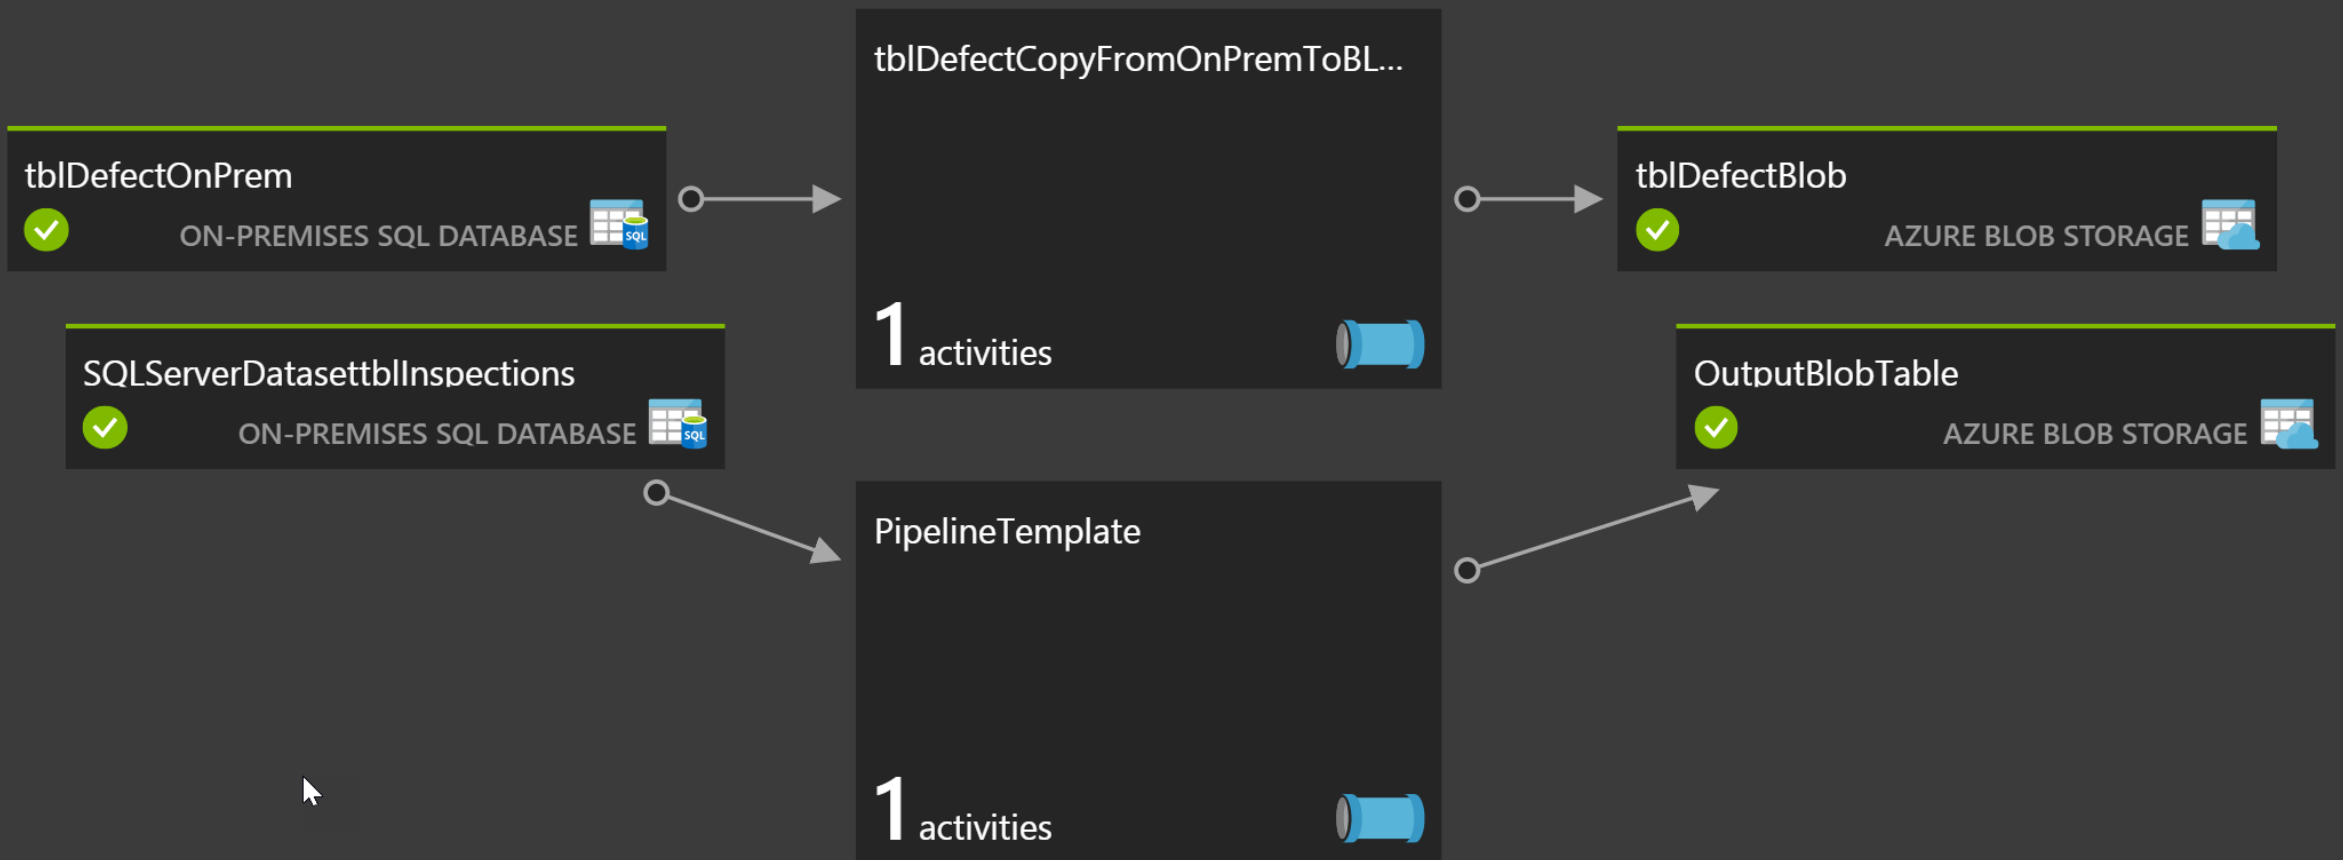 tblDefectCopyFromOnPremToBL...
tblDefectOnPrem
ON-PREMISES SQL DATABASE
SQL
1 activities
tblDefectBlob
AZURE BLOB STORAGE
SQLServerDatasettblInspections
ON-PREMISES SQL DATABASE
SQL
OutputBlobTable
AZURE BLOB STORAGE
PipelineTemplate
1 activities